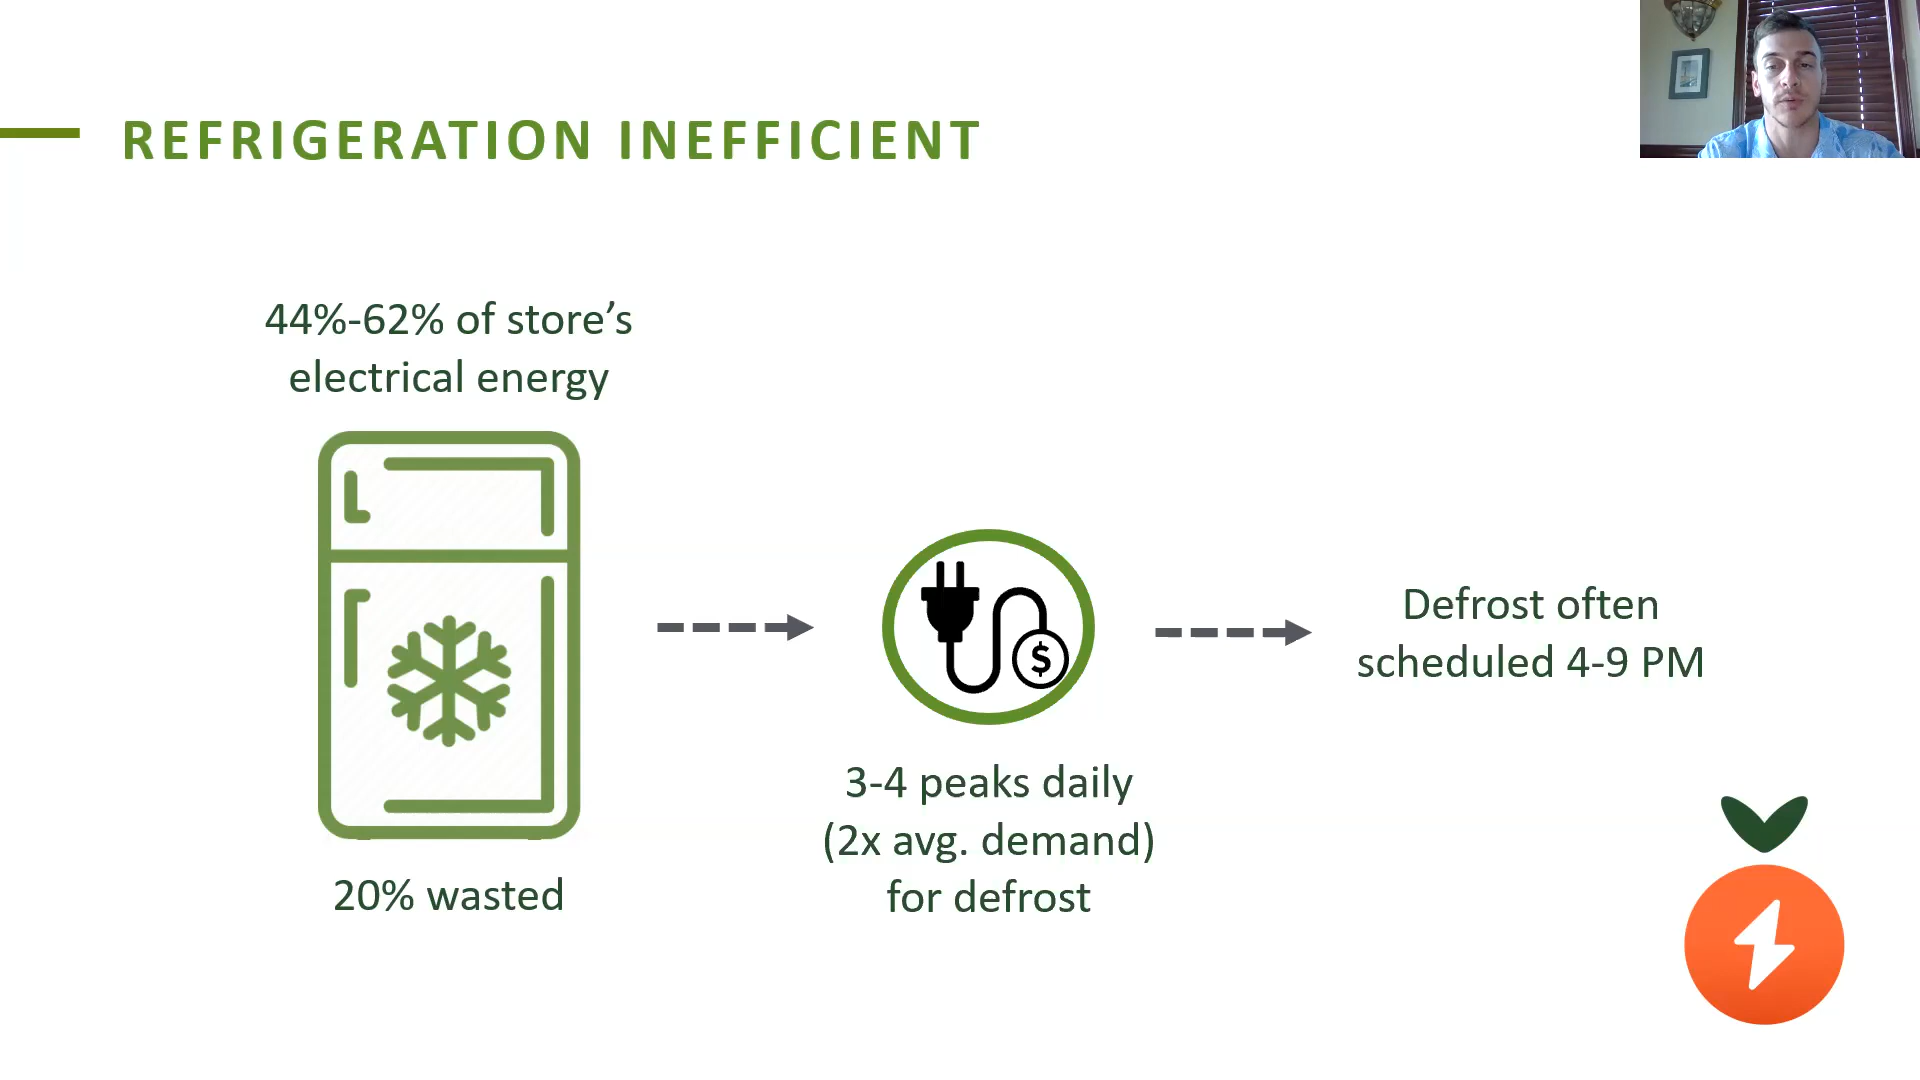 REFRIGERATION INEFFICIENT
44%-62% of store’s
electrical energy
20% wasted
$
3-4 peaks daily
(2x avg. demand)
for defrost
Defrost often
scheduled 4-9 PM